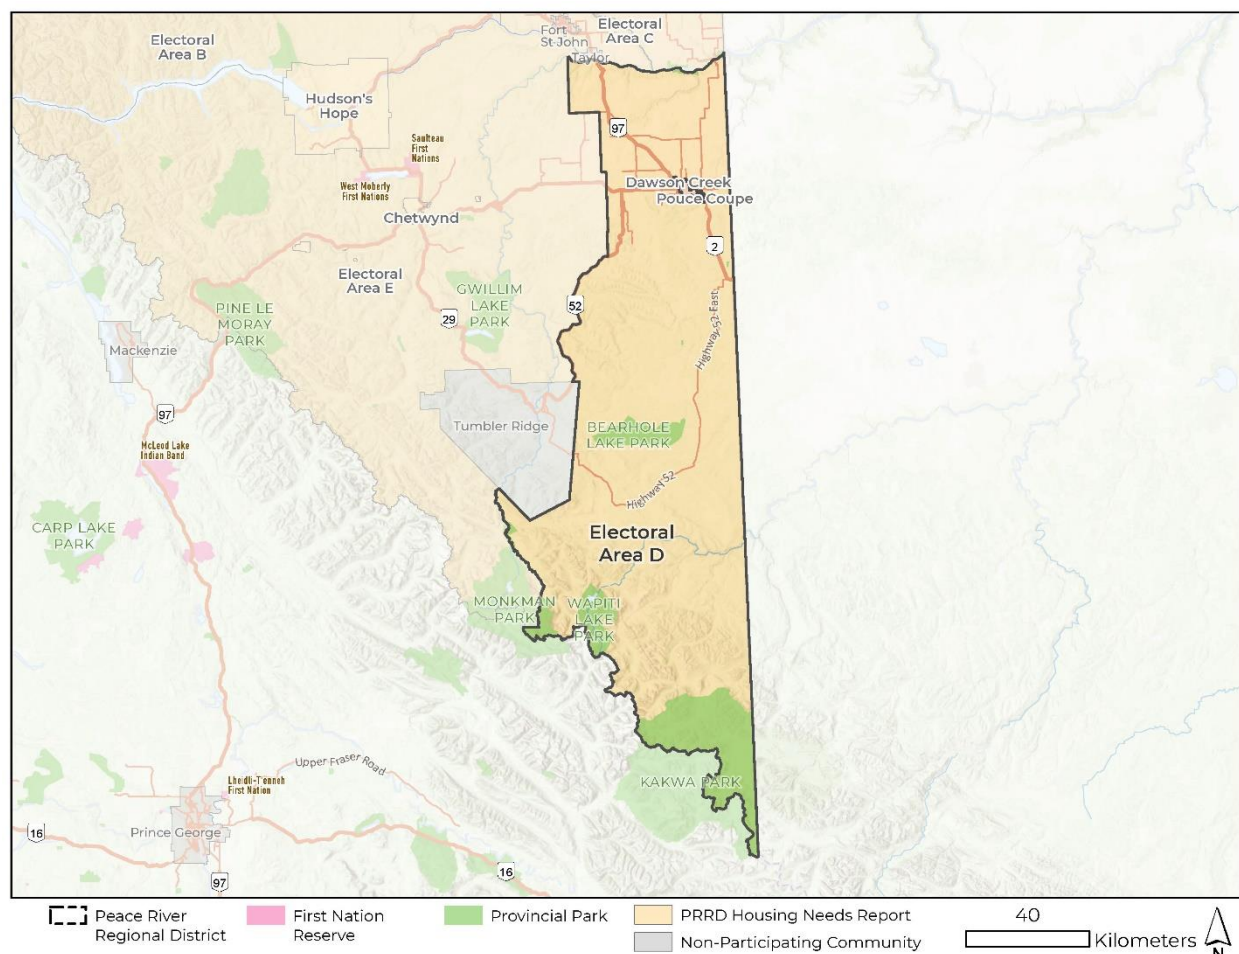 Electoral
Area B
Electoral
Area C
Fort
St John
Taylor
Hudson's
Hope
97
Saulteau
First
Nations
West Moberly
First Nations
Dawson Creek
Pouce Coupe
Chetwynd
2
Electoral
Area E
GWILLIM
LAKE
PARK
52
PINE LE
MORAY
PARK
29
Highway 52 East
Mackenzie
97
Tumbler Ridge
BEARHOLE
LAKE PARK
McLeod Lake
Indian Band
Highway 52
CARP LAKE
PARK
Electoral
Area D
MONKMAN
PARK
WAPITI
LAKE
PARK
Upper Fraser Road
KAKWA PARK
Lheidli-T'enneh
First Nation
Prince George
16
16
97
Peace River
Regional District
First Nation
Reserve
Provincial Park
PRRD Housing Needs Report
Non-Participating Community
40
Kilometers
N